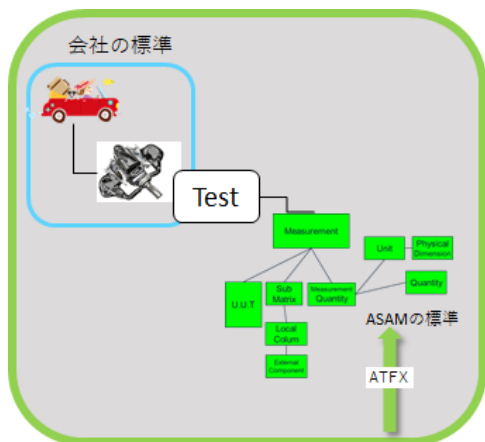 会社の標準
Test
Measurement
Unit
Physical
Dimension
U.U.T
Sub
Matrix
Measurement
Quantity
Quantity
Local
Colum
External
Component
ASAMの標準
ATFX